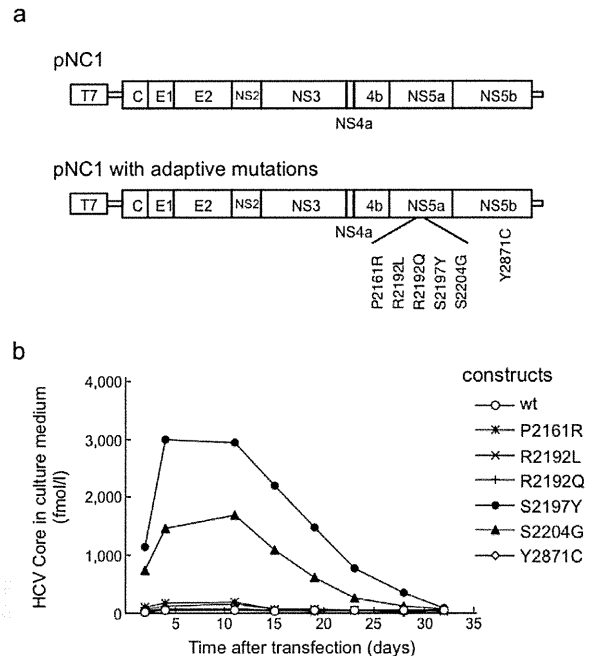 a
pNC1
T7 C E1 E2 NS2 NS3 4b NS5a NS5b
NS4a
pNC1 with adaptive mutations
T7 C E1 E2 NS2 NS3 4b NS5a NS5b
NS4a
P2161R
R2192L
R2192Q
S2197Y
S2204G
Y2871C
b
HCV Core in culture medium
(fmol/l)
4,000
3,000
2,000
1,000
0
5 10 15 20 25 30 35
Time after transfection (days)
constructs
wt
P2161R
R2192L
R2192Q
S2197Y
S2204G
Y2871C